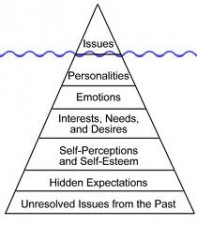 Issues
Personalities
Emotions
Interests, Needs,
and Desires
Self-Perceptions
and Self-Esteem
Hidden Expectations
Unresolved Issues from the Past